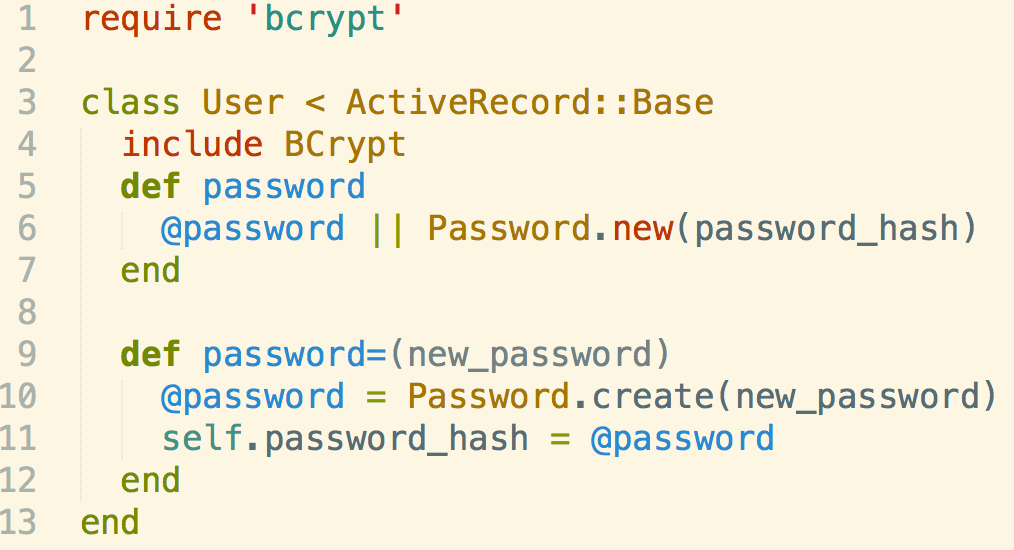 1 require 'bcrypt'
2
3 class User < ActiveRecord::Base
4   include BCrypt
5   def password
6     @password || Password.new(password_hash)
7   end
8
9   def password=(new_password)
10     @password = Password.create(new_password)
11     self.password_hash = @password
12   end
13 end